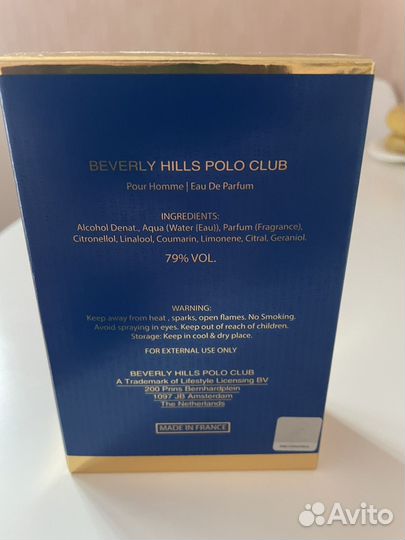 BEVERLY HILLS POLO CLUB
Pour Homme | Eau De Parfum
INGREDIENTS:
Alcohol Denat., Aqua (Water |Eau)), Parfum (Fragrance),
Citronellol, Linalool, Coumarin, Limonene, Citral, Geraniol.
79% VOL.
WARNING:
Keep away from heat , sparks, open flames. No Smoking.
Avoid spraying in eyes. Keep out of reach of children.
Storage: Keep in cool & dry place.
FOR EXTERNAL USE ONLY
BEVERLY HILLS POLO CLUB
A Trademark of Lifestyle Licensing BV
200 Prins Bernhardplein
1097 JB Amsterdam
The Netherlands
MADE IN FRANCE
Avito